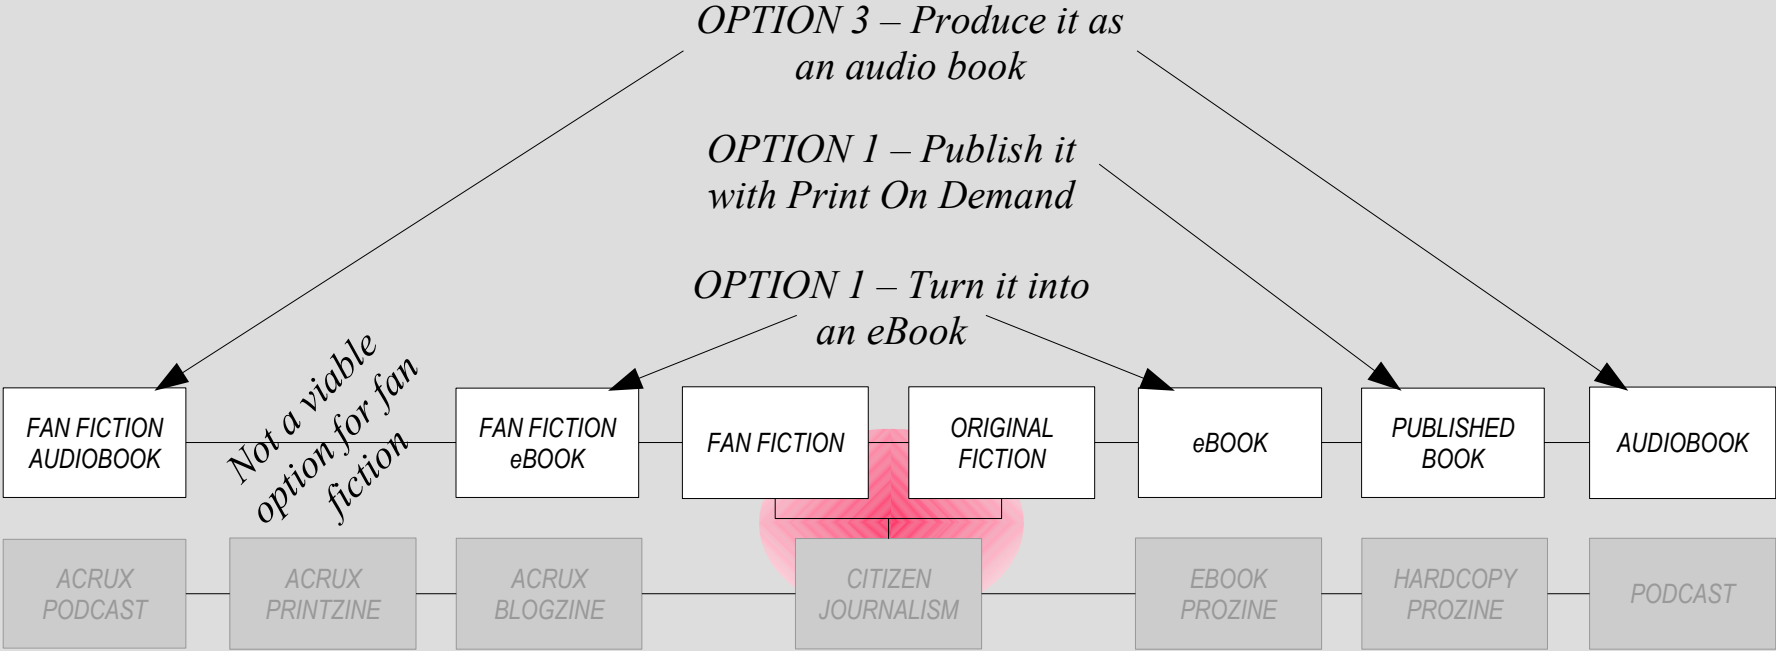 OPTION 3 – Produce it as
an audio book
OPTION 1 – Publish it
with Print On Demand
OPTION 1 – Turn it into
an eBook
FAN FICTION
AUDIOBOOK
Not a viable
option for fan
fiction
FAN FICTION
eBOOK
FAN FICTION
ORIGINAL
FICTION
eBOOK
PUBLISHED
BOOK
AUDIOBOOK
ACRUX
PODCAST
ACRUX
PRINTZINE
ACRUX
BLOGZINE
CITIZEN
JOURNALISM
EBOOK
PROZINE
HARDCOPY
PROZINE
PODCAST